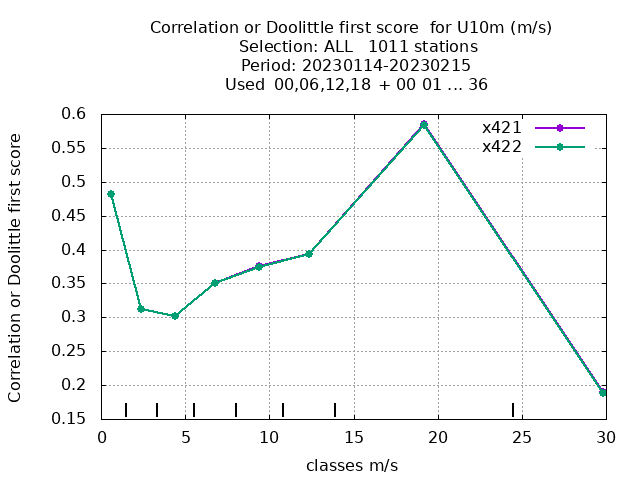 Correlation or Doolittle first score  for U10m (m/s)
Selection: ALL   1011 stations
Period: 20230114-20230215
Used  00,06,12,18  + 00 01 ... 36
Correlation or Doolittle first score
0.6
0.55
0.5
0.45
0.4
0.35
0.3
0.25
0.2
0.15
x421
x422
0 5 10 15 20 25 30
classes m/s